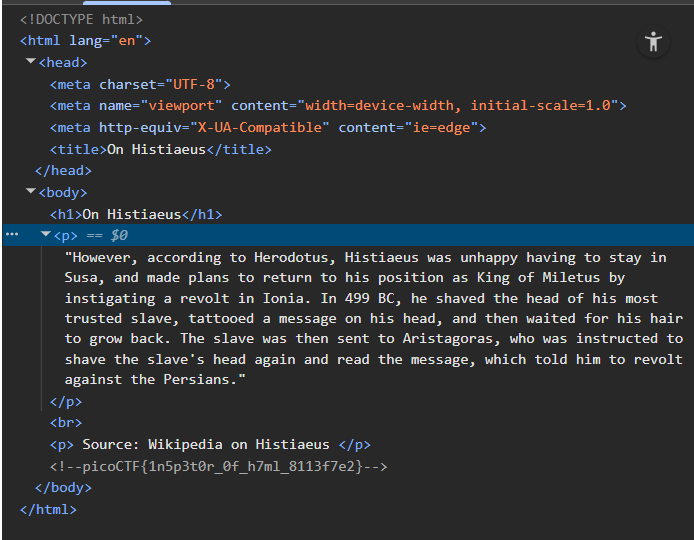 <!DOCTYPE html>
<html lang="en">
<head>
<meta charset="UTF-8">
<meta name="viewport" content="width=device-width, initial-scale=1.0">
<meta http-equiv="X-UA-Compatible" content="ie=edge">
<title>On Histiaeus</title>
</head>
<body>
<h1>On Histiaeus</h1>
<p> == $0
"However, according to Herodotus, Histiaeus was unhappy having to stay in
Susa, and made plans to return to his position as King of Miletus by
instigating a revolt in Ionia. In 499 BC, he shaved the head of his most
trusted slave, tattooed a message on his head, and then waited for his hair
to grow back. The slave was then sent to Aristagoras, who was instructed to
shave the slave's head again and read the message, which told him to revolt
against the Persians."
</p>
<br>
<p> Source: Wikipedia on Histiaeus </p>
<!--picoCTF{1n5p3t0r_0f_h7ml_8113f7e2}-->
</body>
</html>